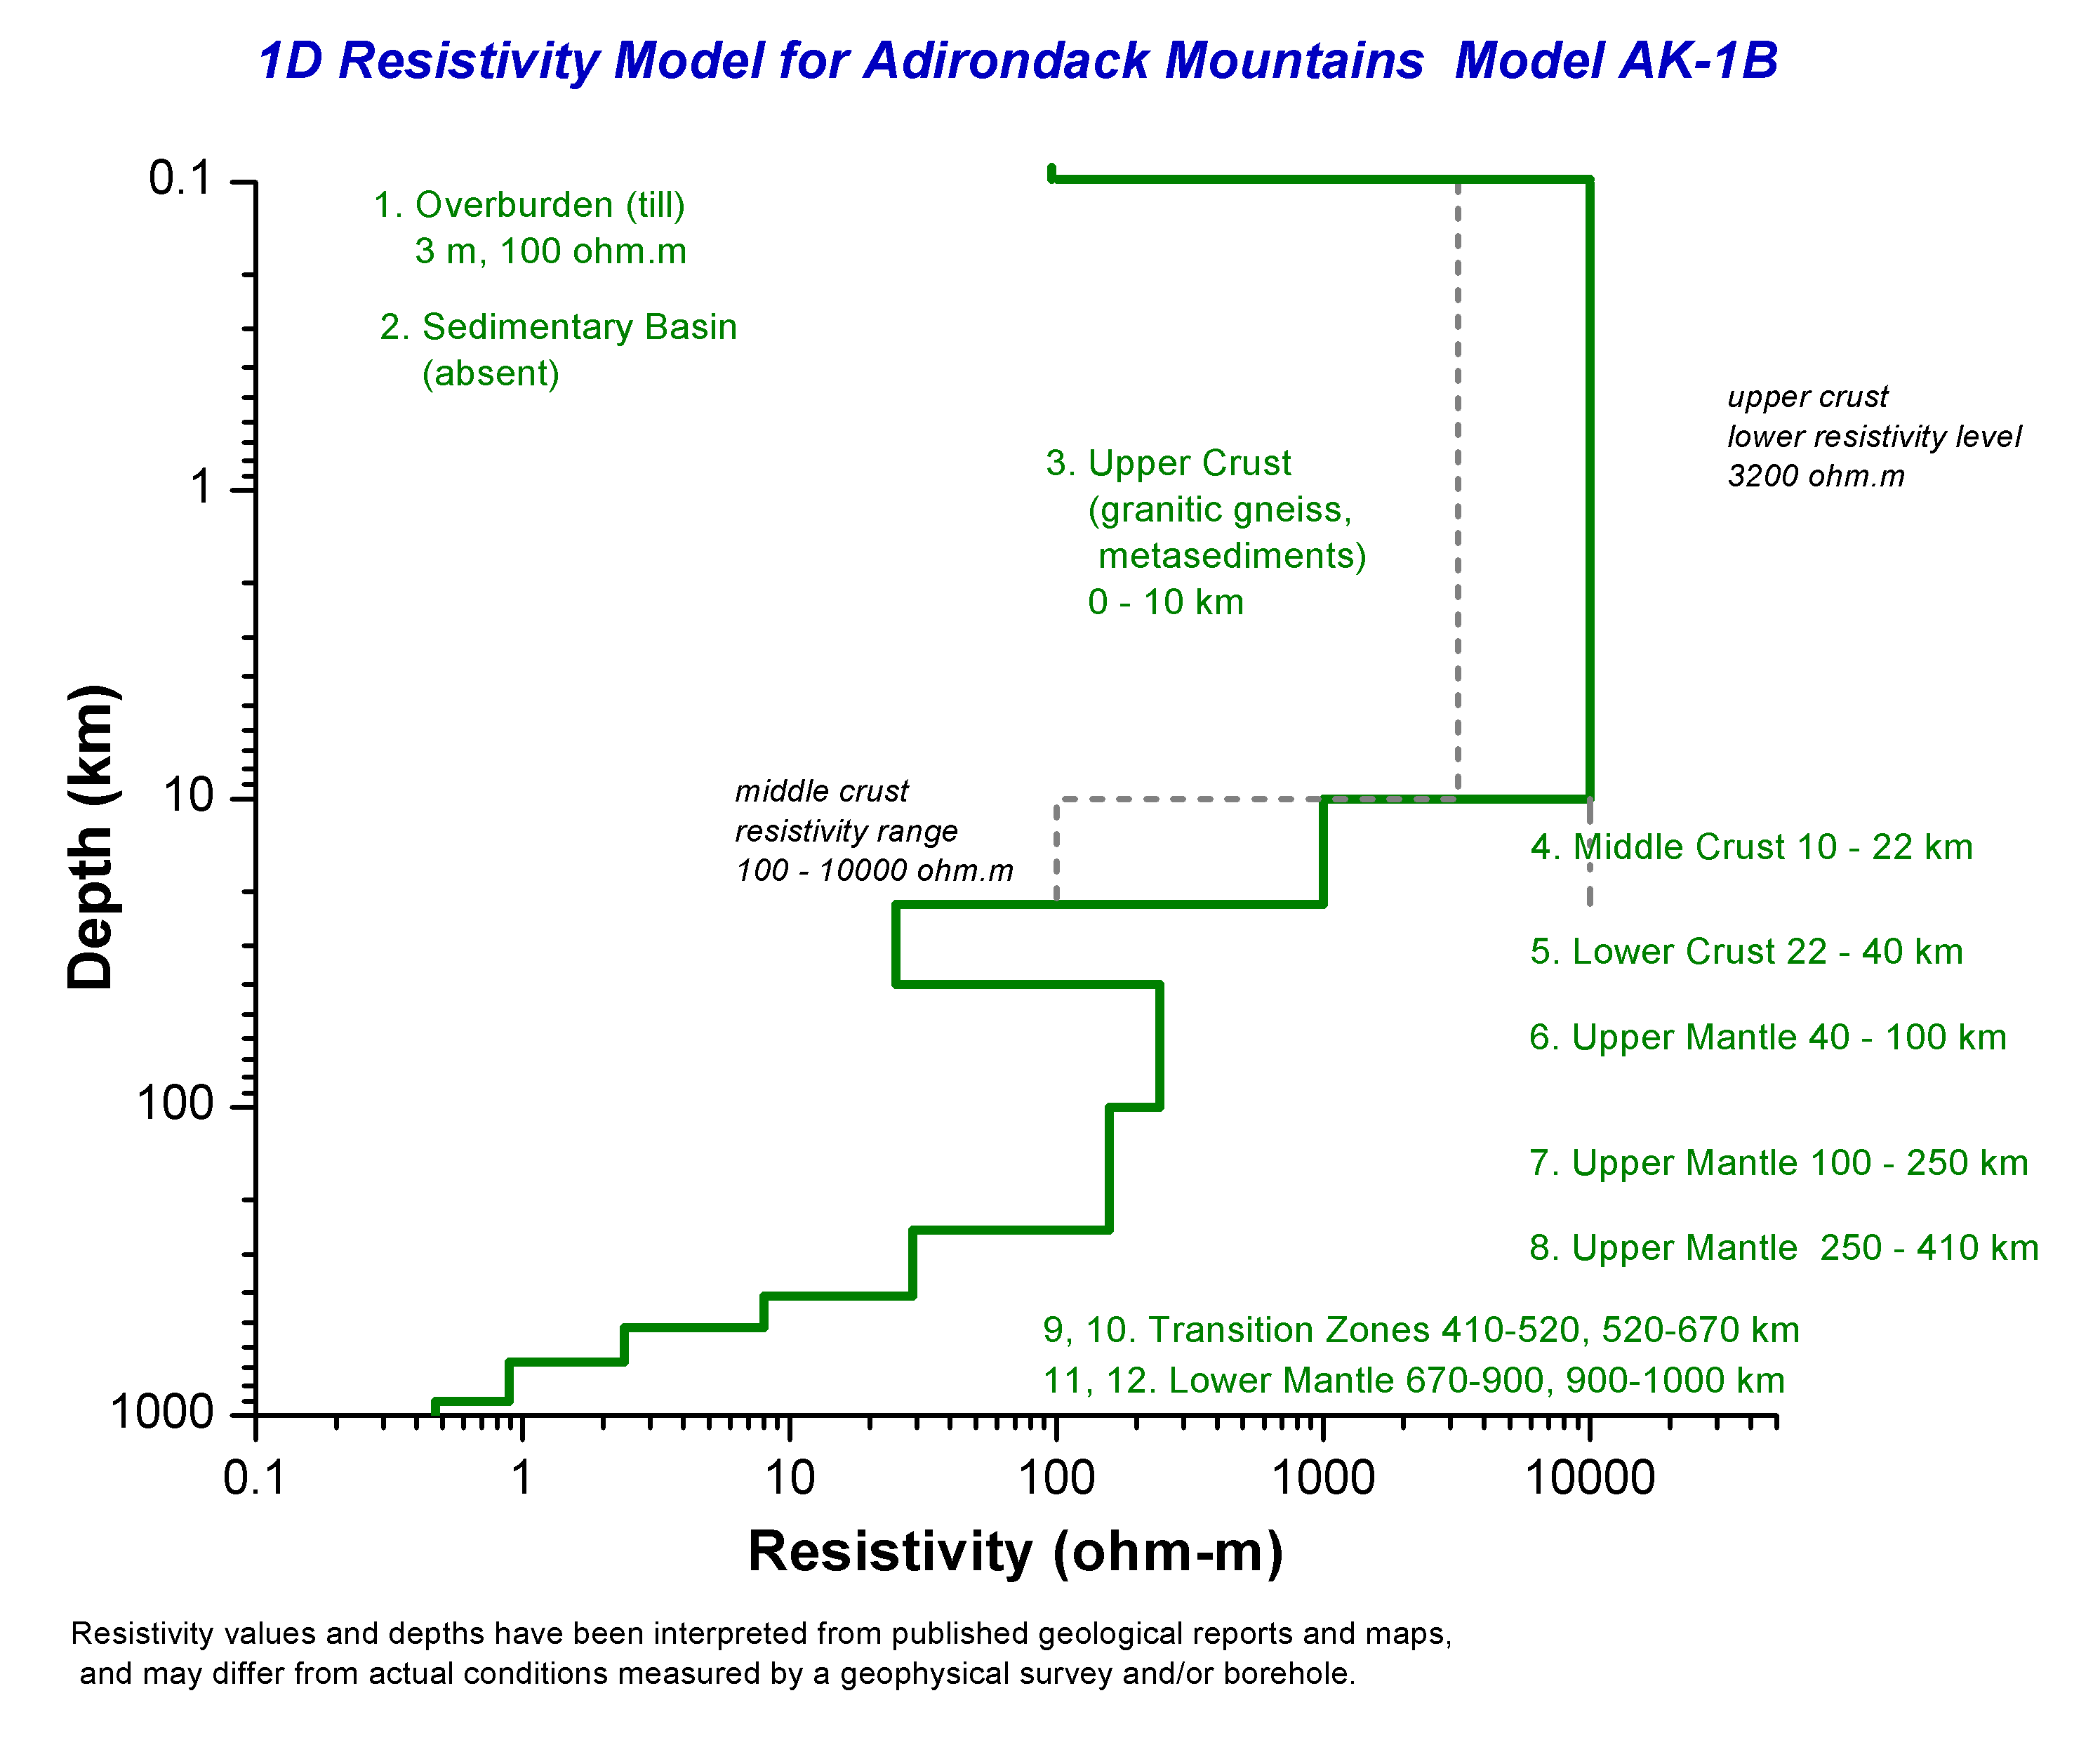 1D Resistivity Model for Adirondack Mountains  Model AK-1B
0.1
1
10
100
1000
Depth (km)
1. Overburden (till)
3 m, 100 ohm.m
2. Sedimentary Basin
(absent)
upper crust
lower resistivity level
3200 ohm.m
3. Upper Crust
(granitic gneiss,
metasediments)
0 - 10 km
middle crust
resistivity range
100 - 10000 ohm.m
4. Middle Crust 10 - 22 km
5. Lower Crust 22 - 40 km
6. Upper Mantle 40 - 100 km
7. Upper Mantle 100 - 250 km
8. Upper Mantle  250 - 410 km
9, 10. Transition Zones 410-520, 520-670 km
11, 12. Lower Mantle 670-900, 900-1000 km
0.1 1 10 100 1000 10000
Resistivity (ohm-m)
Resistivity values and depths have been interpreted from published geological reports and maps,
and may differ from actual conditions measured by a geophysical survey and/or borehole.